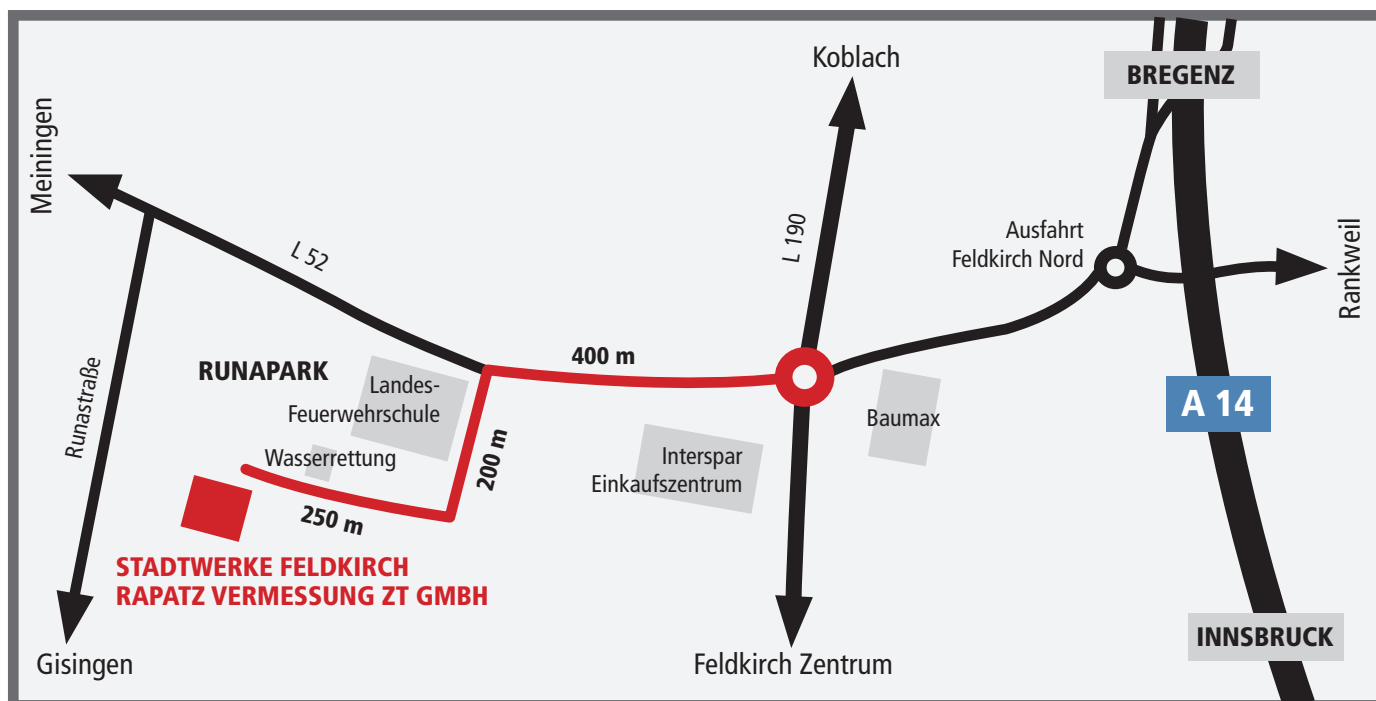 Koblach
BREGENZ
Meiningen
L 52
L 190
Ausfahrt
Feldkirch Nord
Rankweil
Runastraße
RUNAPARK
400 m
Landes-
Feuerwehrschule
Baumax
A 14
Wasserrettung
200 m
Interspar
Einkaufszentrum
250 m
STADTWERKE FELDKIRCH
RAPATZ VERMESSUNG ZT GMBH
INNSBRUCK
Gisingen
Feldkirch Zentrum